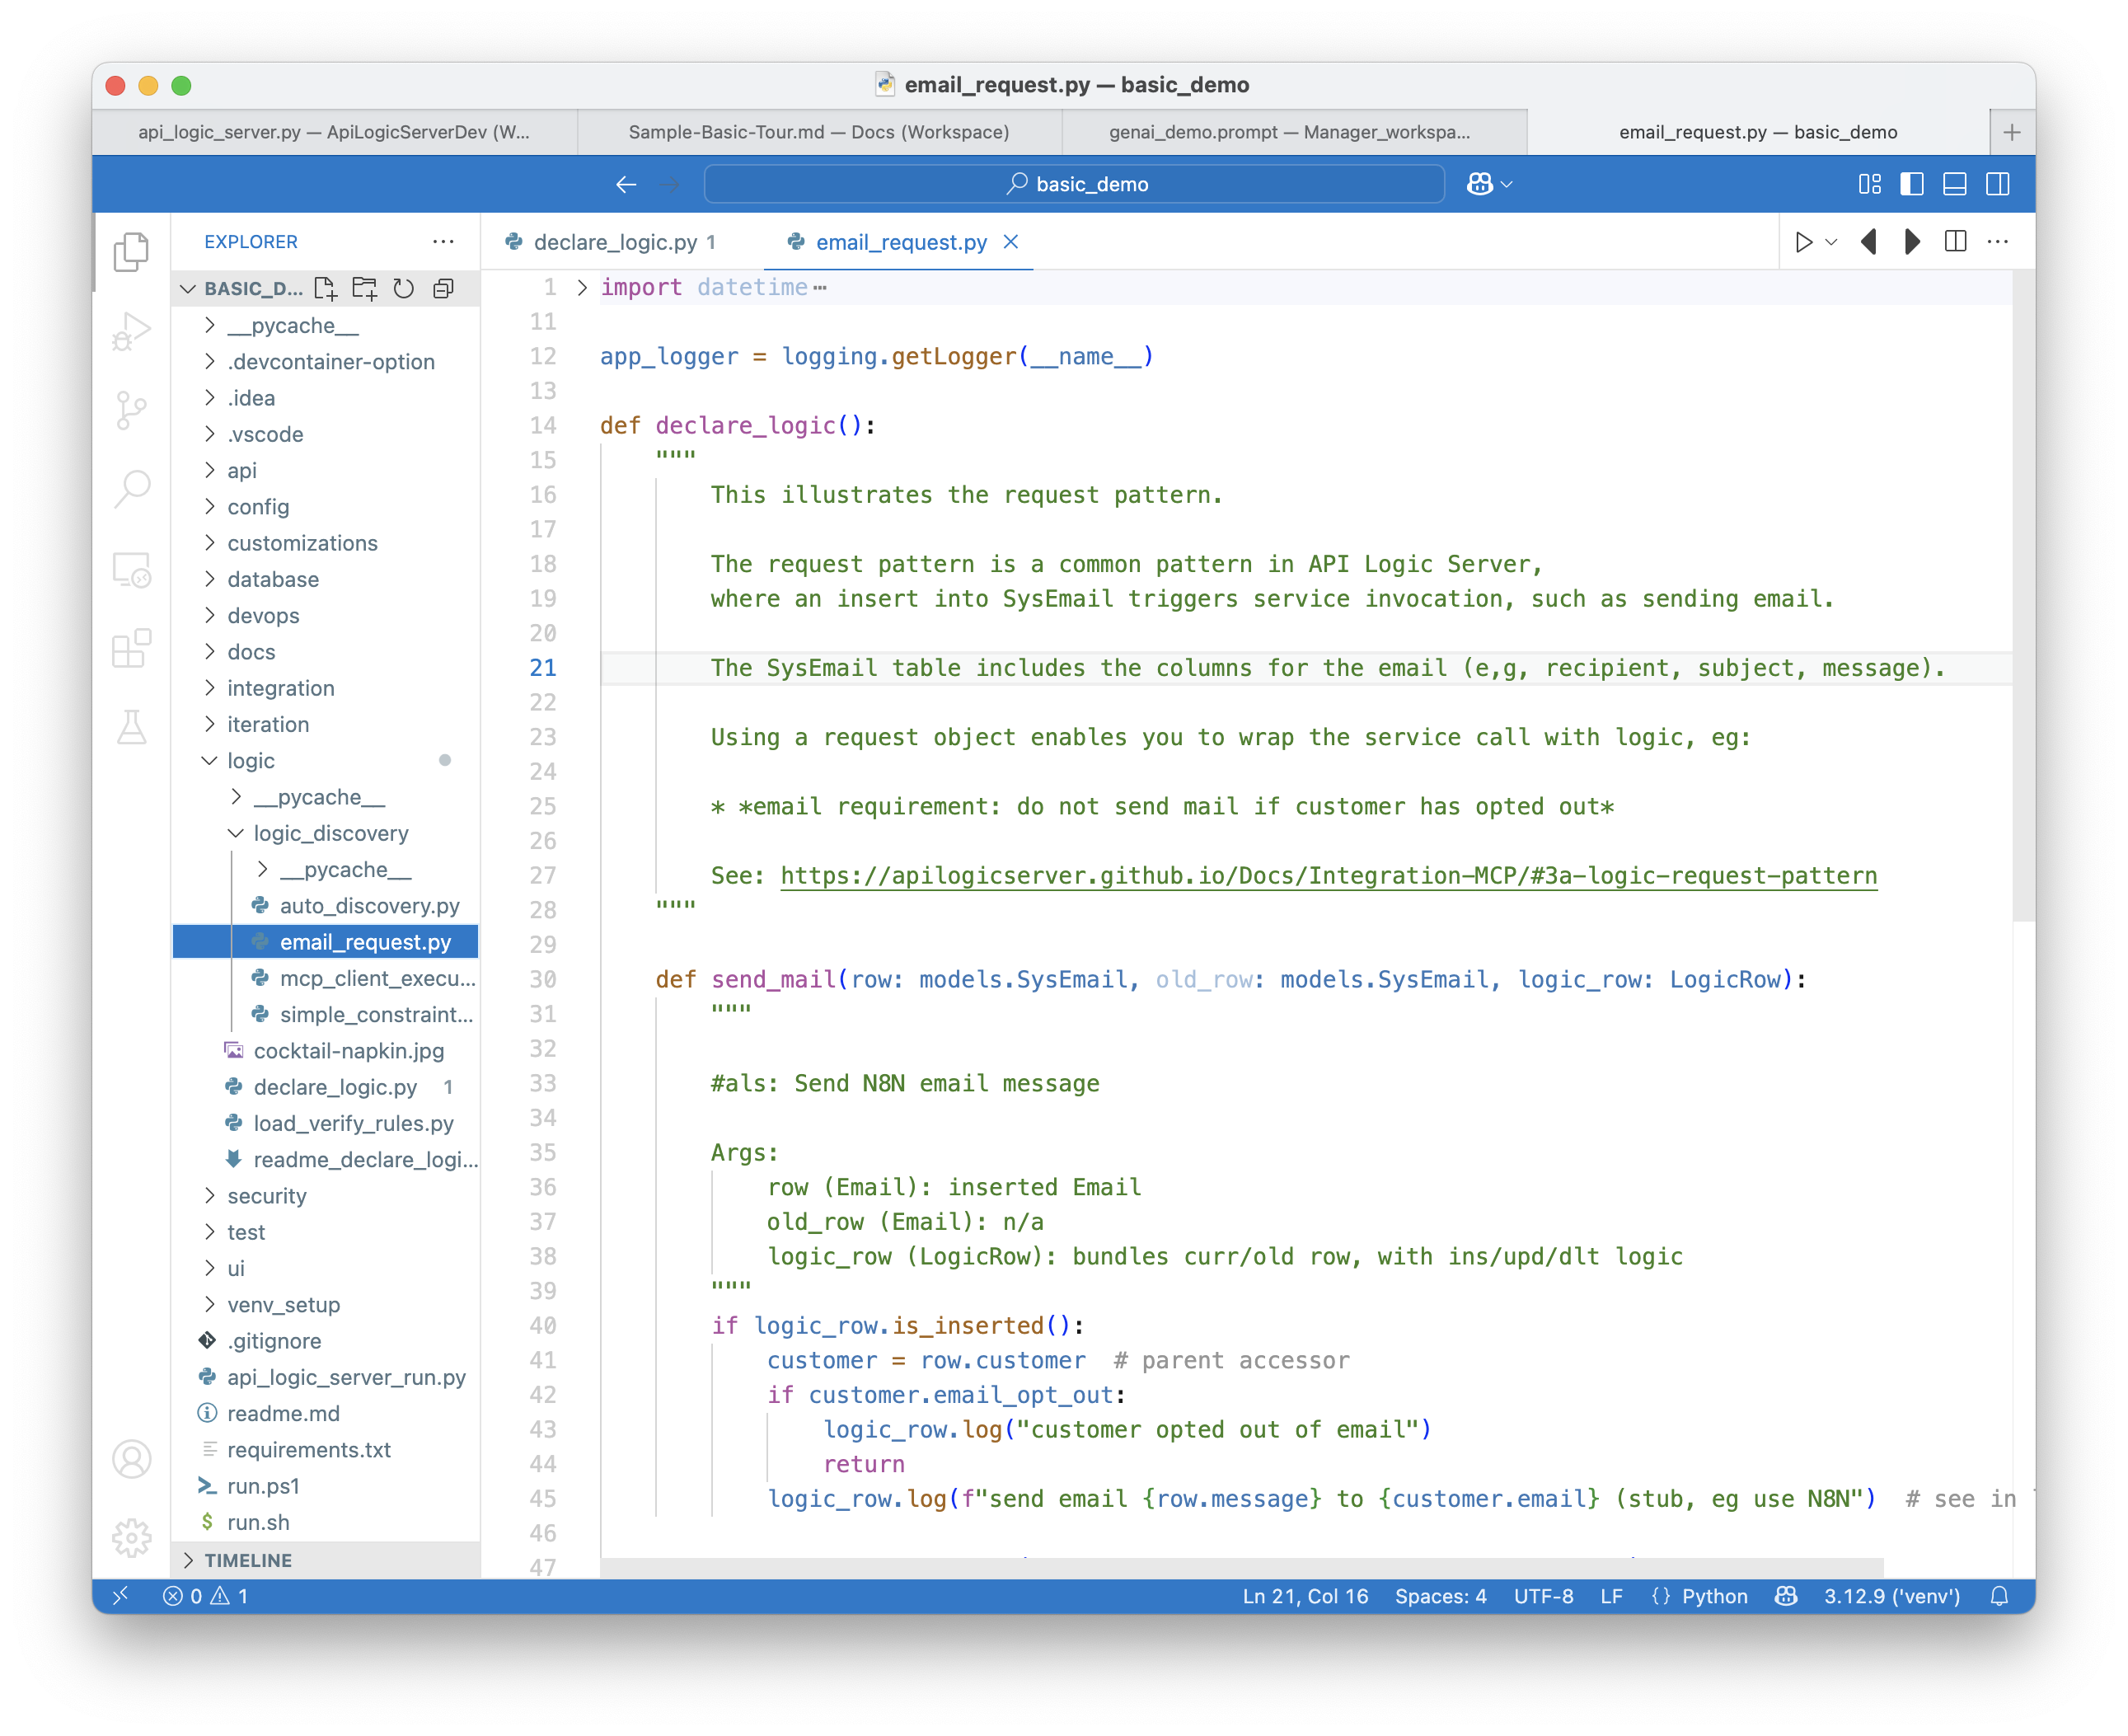 email_request.py — basic_demo
api_logic_server.py — ApiLogicServerDev (W...
Sample-Basic-Tour.md — Docs (Workspace)
genai_demo.prompt — Manager_workspa...
email_request.py — basic_demo
basic_demo
EXPLORER
BASIC_D...
__pycache__
.devcontainer-option
.idea
.vscode
api
config
customizations
database
devops
docs
integration
iteration
logic
__pycache__
logic_discovery
__pycache__
auto_discovery.py
email_request.py
mcp_client_execu...
simple_constraint...
cocktail-napkin.jpg
declare_logic.py 1
load_verify_rules.py
readme_declare_logi...
security
test
ui
venv_setup
.gitignore
api_logic_server_run.py
readme.md
requirements.txt
run.ps1
run.sh
TIMELINE
declare_logic.py 1
email_request.py
1 import datetime
11
12 app_logger = logging.getLogger(__name__)
13
14 def declare_logic():
15 """
16 This illustrates the request pattern.
17
18 The request pattern is a common pattern in API Logic Server,
19 where an insert into SysEmail triggers service invocation, such as sending email.
20
21 The SysEmail table includes the columns for the email (e,g, recipient, subject, message).
22
23 Using a request object enables you to wrap the service call with logic, eg:
24
25 * *email requirement: do not send mail if customer has opted out*
26
27 See: https://apilogicserver.github.io/Docs/Integration-MCP/#3a-logic-request-pattern
28 """
29
30 def send_mail(row: models.SysEmail, old_row: models.SysEmail, logic_row: LogicRow):
31 """
32
33 #als: Send N8N email message
34
35 Args:
36 row (Email): inserted Email
37 old_row (Email): n/a
38 logic_row (LogicRow): bundles curr/old row, with ins/upd/dlt logic
39 """
40 if logic_row.is_inserted():
41 customer = row.customer # parent accessor
42 if customer.email_opt_out:
43 logic_row.log("customer opted out of email")
44 return
45 logic_row.log(f"send email {row.message} to {customer.email} (stub, eg use N8N") # see in
46
47
0 1
Ln 21, Col 16
Spaces: 4
UTF-8
LF
{} Python
3.12.9 ('venv')